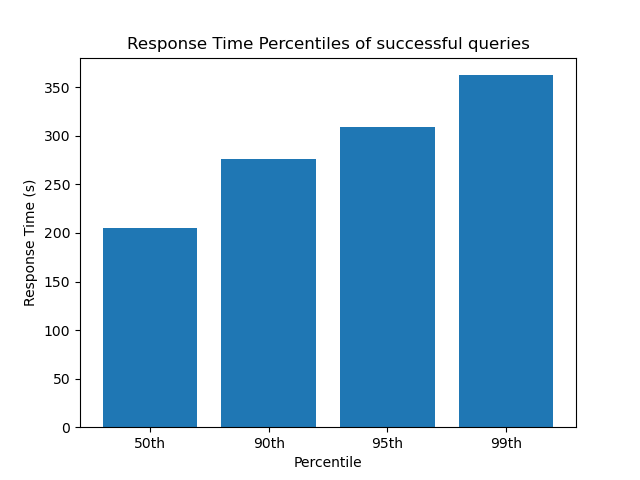 Response Time Percentiles of successful queries
350
300
250
200
150
100
50
0
Response Time (s)
50th 90th 95th 99th
Percentile